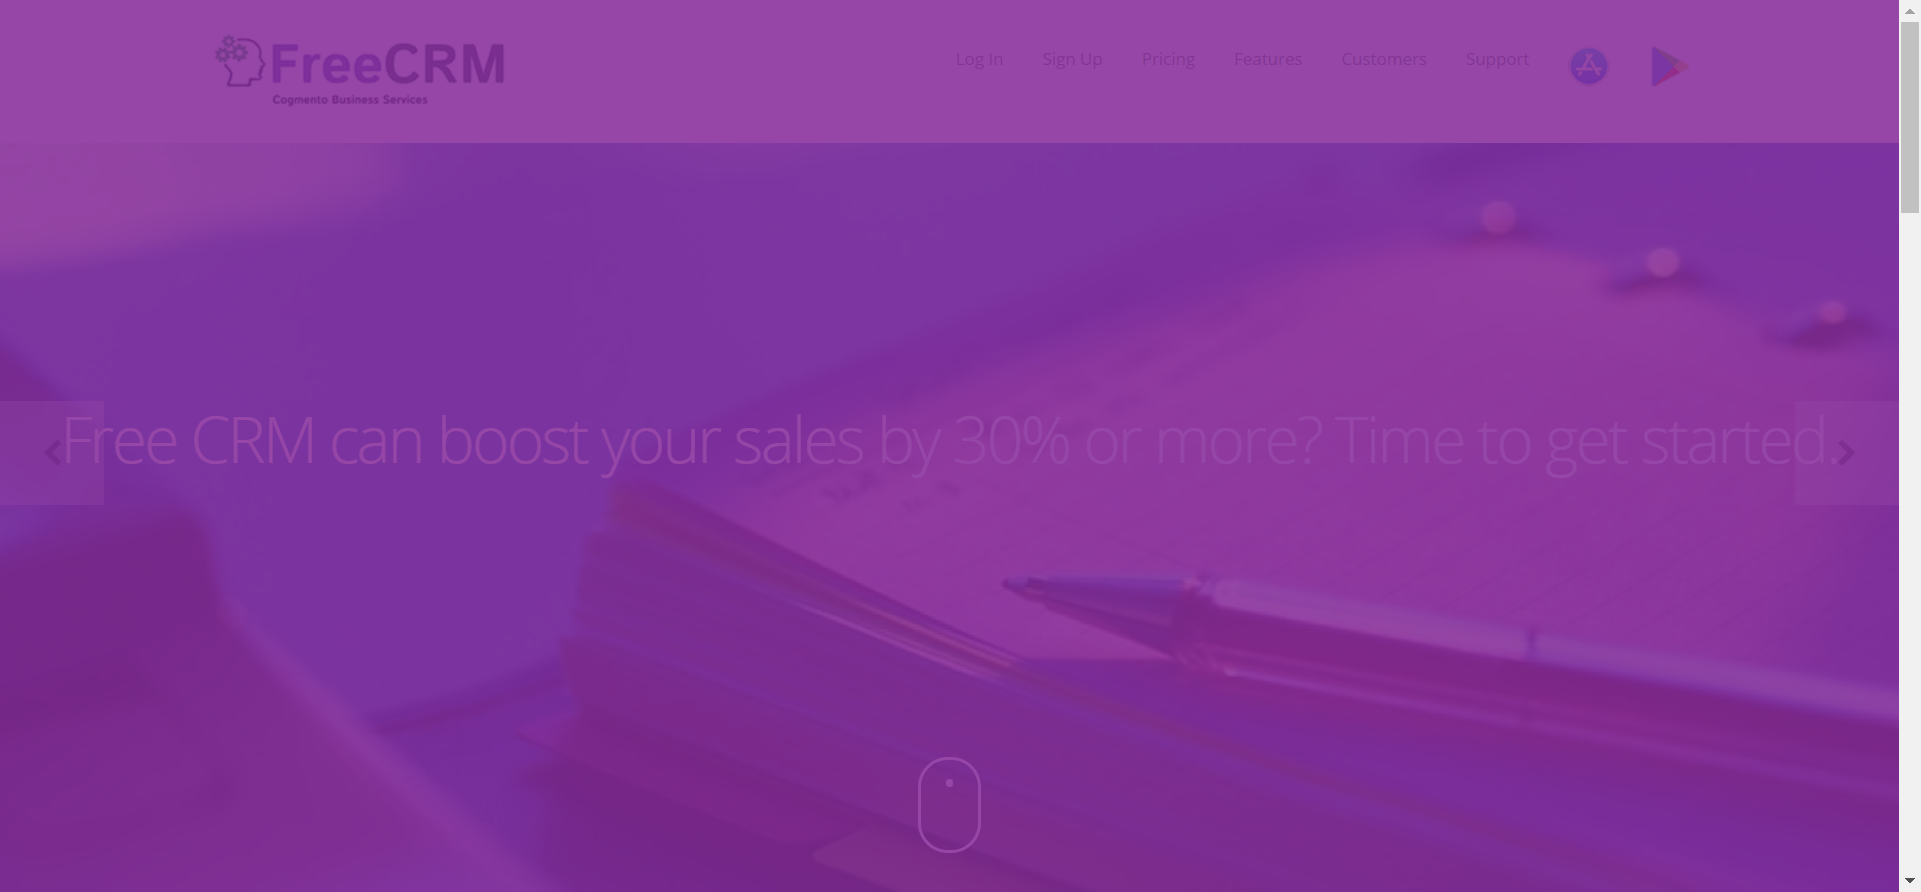 FreeCRM
Cogmento Business Services
Log In
Sign Up
Pricing
Features
Customers
Support
Free CRM can boost your sales by 30% or more? Time to get started.